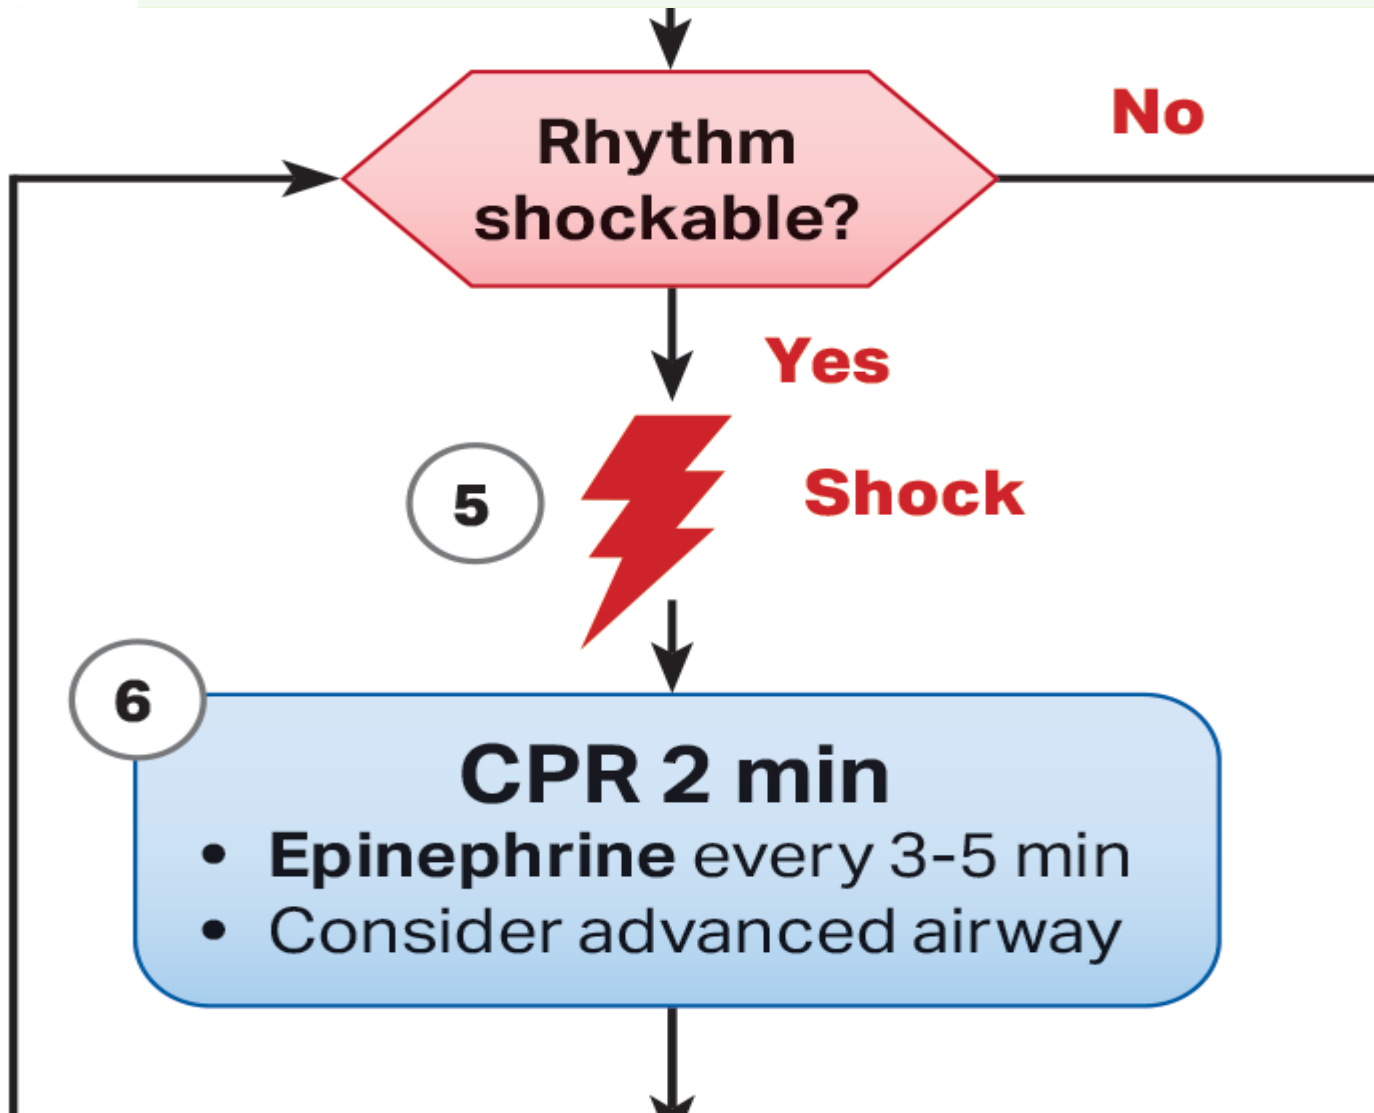 Rhythm
shockable?
No
Yes
5
Shock
6
CPR 2 min
• Epinephrine every 3-5 min
• Consider advanced airway